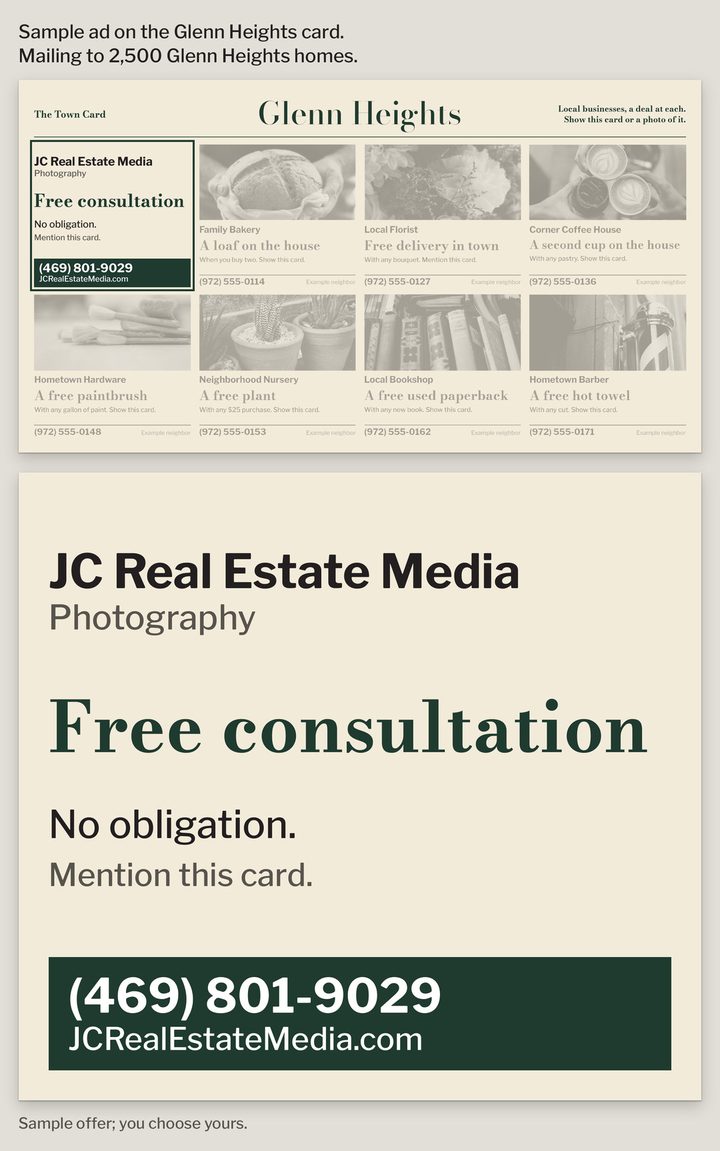 Sample ad on the Glenn Heights card.
Mailing to 2,500 Glenn Heights homes.
The Town Card
Glenn Heights
Local businesses, a deal at each.
Show this card or a photo of it.
JC Real Estate Media
Photography
Free consultation
No obligation.
Mention this card.
(469) 801-9029
JCRealEstateMedia.com
Family Bakery
A loaf on the house
When you buy two. Show this card.
(972) 555-0114
Example neighbor
Local Florist
Free delivery in town
With any bouquet. Mention this card.
(972) 555-0127
Example neighbor
Corner Coffee House
A second cup on the house
With any pastry. Show this card.
(972) 555-0136
Example neighbor
Hometown Hardware
A free paintbrush
With any gallon of paint. Show this card.
(972) 555-0148
Example neighbor
Neighborhood Nursery
A free plant
With any $25 purchase. Show this card.
(972) 555-0153
Example neighbor
Local Bookshop
A free used paperback
With any new book. Show this card.
(972) 555-0162
Example neighbor
Hometown Barber
A free hot towel
With any cut. Show this card.
(972) 555-0171
Example neighbor
JC Real Estate Media
Photography
Free consultation
No obligation.
Mention this card.
(469) 801-9029
JCRealEstateMedia.com
Sample offer; you choose yours.